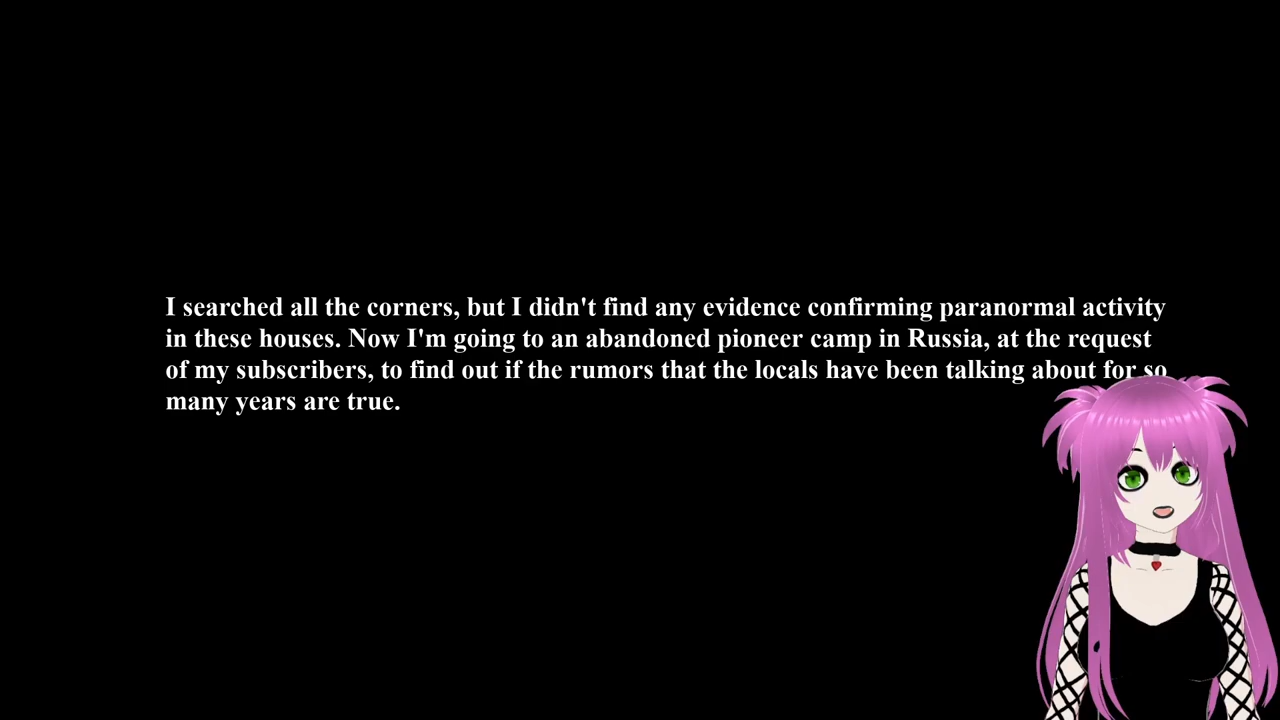 I searched all the corners, but I didn't find any evidence confirming paranormal activity
in these houses. Now I'm going to an abandoned pioneer camp in Russia, at the request
of my subscribers, to find out if the rumors that the locals have been talking about for so
many years are true.